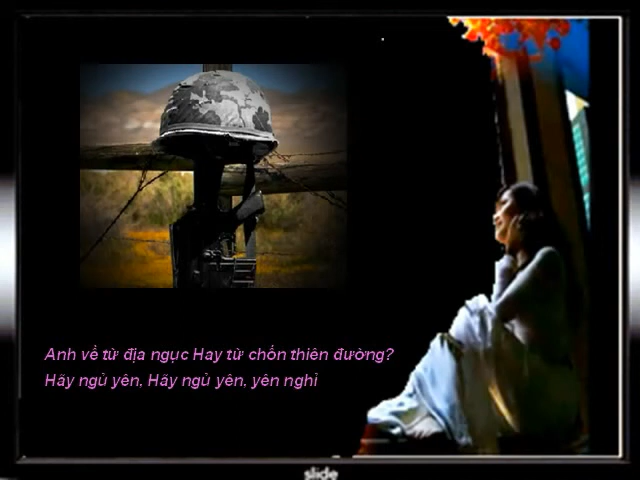 Anh về từ địa ngục Hay từ chốn thiên đường?
Hãy ngủ yên, Hãy ngủ yên, yên nghỉ
slide